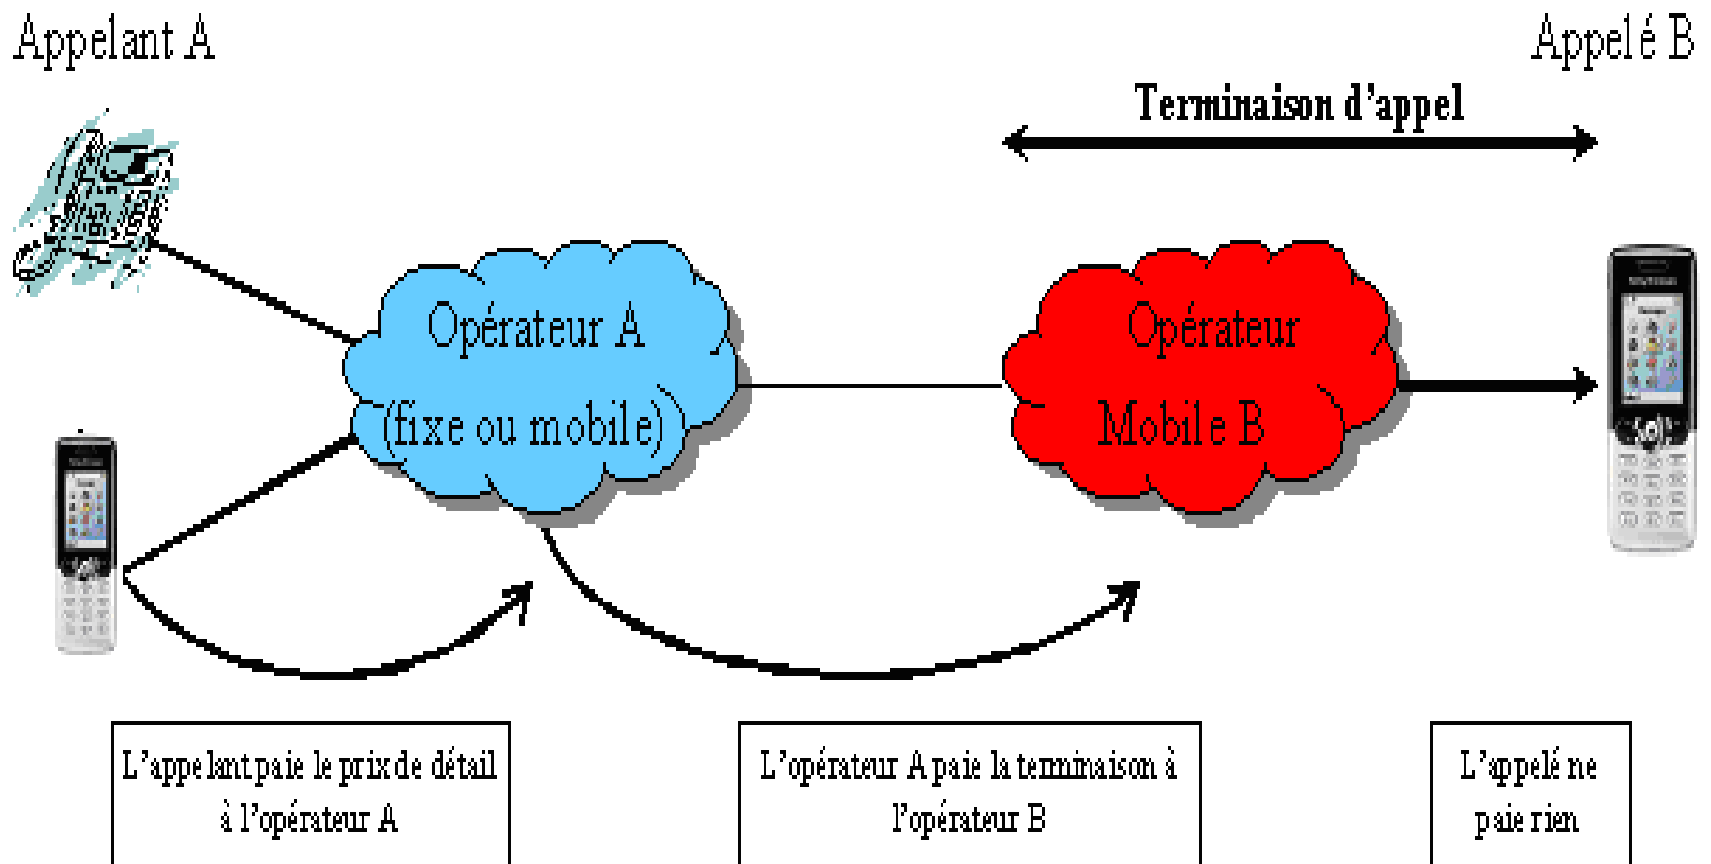 Appelant A
Appelé B
Terminaison d'appel
Opérateur A
(fixe ou mobile)
Opérateur
Mobile B
L'appelant paie le prix de détail
à l'opérateur A
L'opérateur A paie la terminaison à
l'opérateur B
L'appelé ne
paie rien